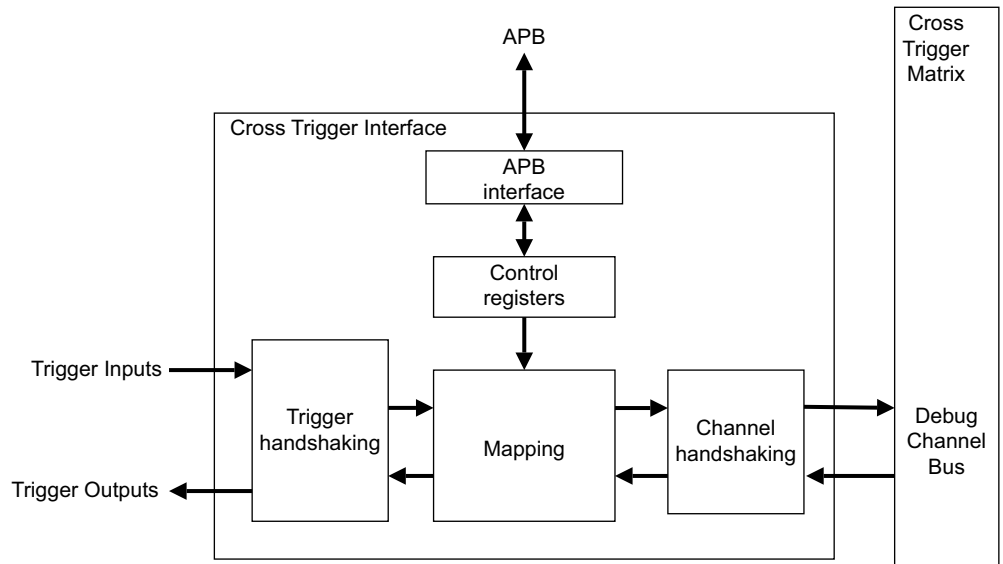 APB
Cross
Trigger
Matrix
Cross Trigger Interface
APB
interface
Control
registers
Trigger Inputs
Trigger
handshaking
Mapping
Channel
handshaking
Debug
Channel
Bus
Trigger Outputs